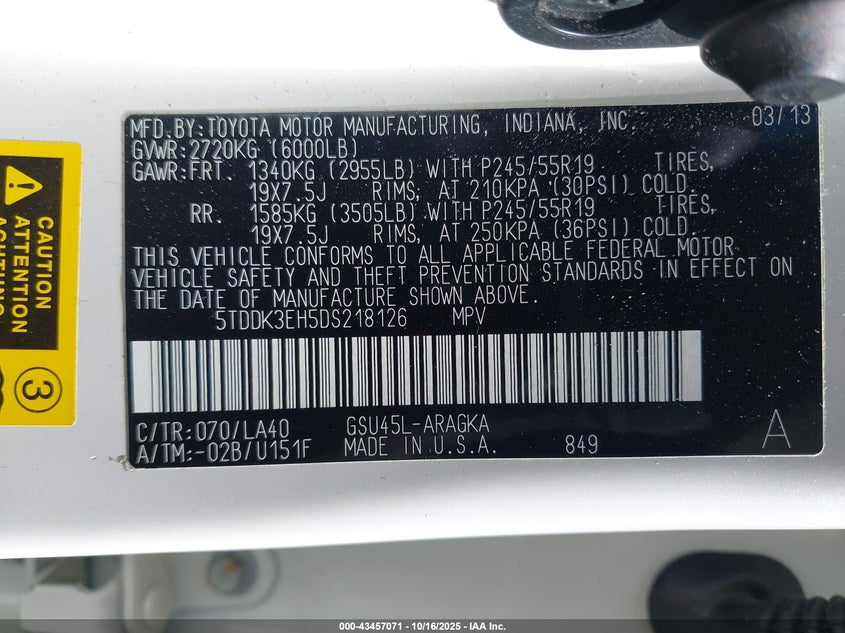 MFD.BY:TOYOTA MOTOR MANUFACTURING, INDIANA, INC. 03/13
GVWR:2720KG (6000LB)
GAWR:FRT. 1340KG (2955LB) WITH P245/55R19 TIRES,
19X7.5J RIMS, AT 210KPA (30PSI) COLD.
RR. 1585KG (3505LB) WITH P245/55R19 TIRES,
19X7.5J RIMS, AT 250KPA (36PSI) COLD.
THIS VEHICLE CONFORMS TO ALL APPLICABLE FEDERAL MOTOR
VEHICLE SAFETY AND THEFT PREVENTION STANDARDS IN EFFECT ON
THE DATE OF MANUFACTURE SHOWN ABOVE.
5TDDK3EH5DS218126 MPV
C/TR:070/LA40 GSU45L-ARAGKA
A/TM:-02B/U151F MADE IN U.S.A. 849 A
CAUTION
ATTENTION
3
000-43457071 - 10/16/2025 - IAA Inc.